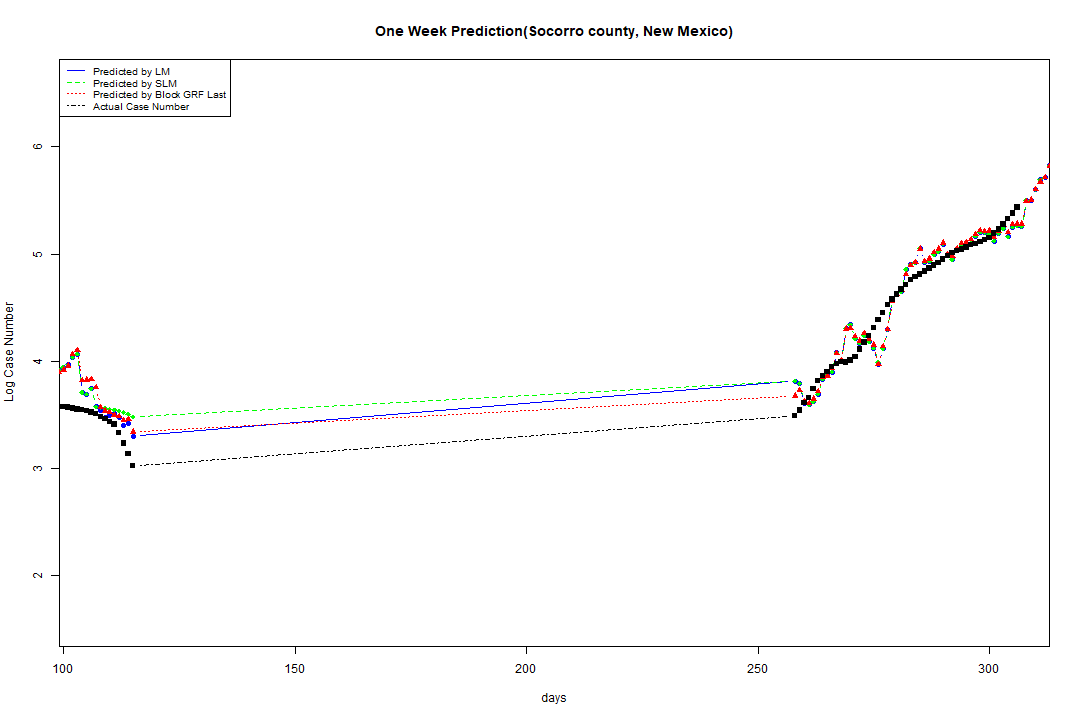 One Week Prediction(Socorro county, New Mexico)
Predicted by LM
Predicted by SLM
Predicted by Block GRF Last
Actual Case Number
Log Case Number
6
5
4
3
2
100 150 200 250 300
days